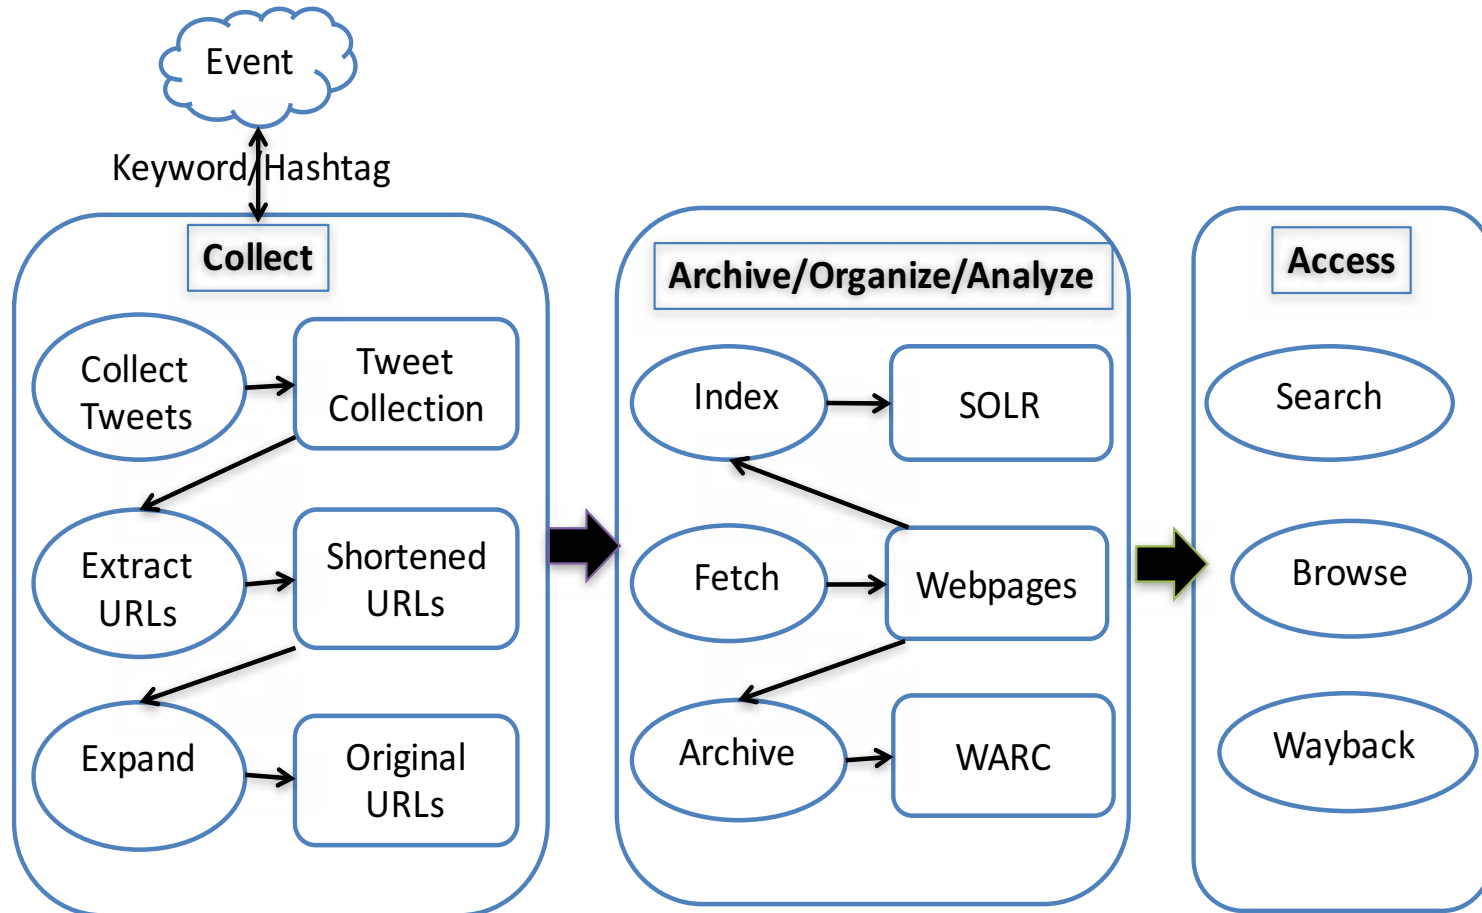 Event
Keyword/Hashtag
Collect
Collect
Tweets
Tweet
Collection
Extract
URLs
Shortened
URLs
Expand
Original
URLs
Archive/Organize/Analyze
Index
SOLR
Fetch
Webpages
Archive
WARC
Access
Search
Browse
Wayback